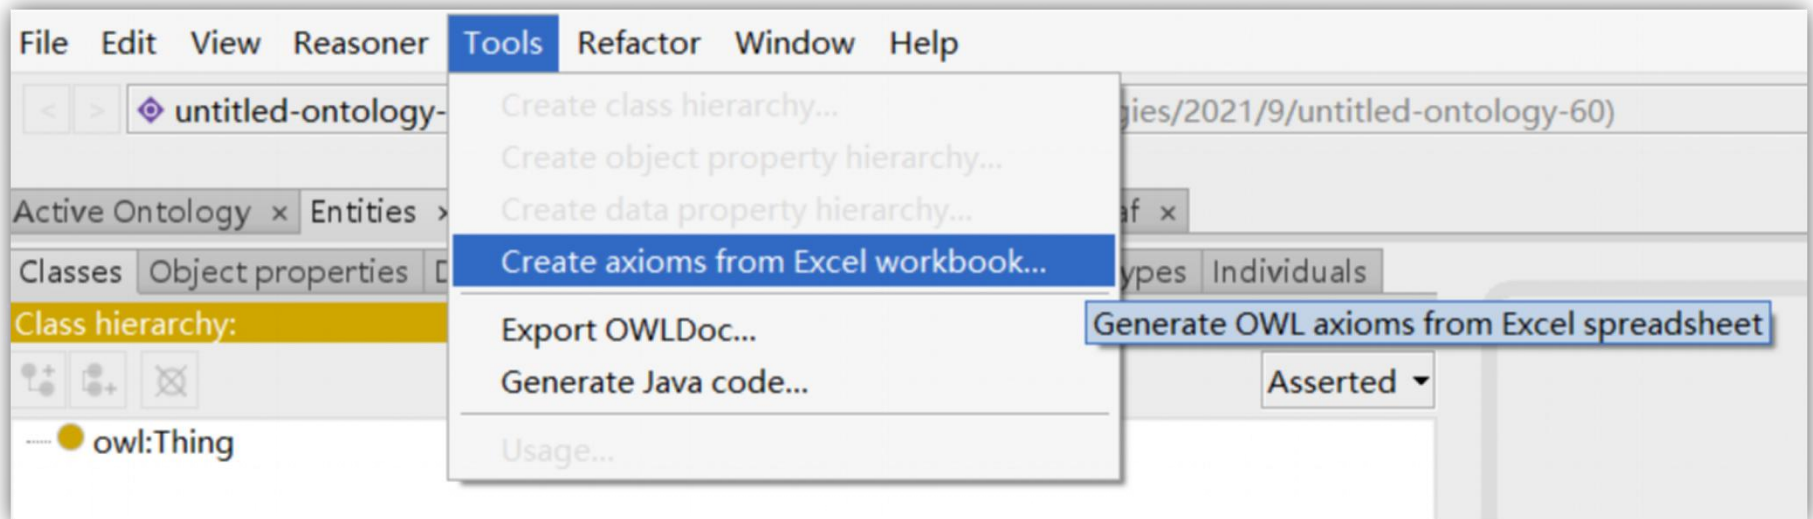 File Edit View Reasoner Tools Refactor Window Help
< > untitled-ontology- gies/2021/9/untitled-ontology-60)
Create class hierarchy...
Create object property hierarchy...
Create data property hierarchy...
Active Ontology × Entities × af ×
Create axioms from Excel workbook...
Classes Object properties D ypes Individuals
Class hierarchy:
Export OWLDoc...
Generate OWL axioms from Excel spreadsheet
Generate Java code...
Asserted
owl:Thing
Usage...